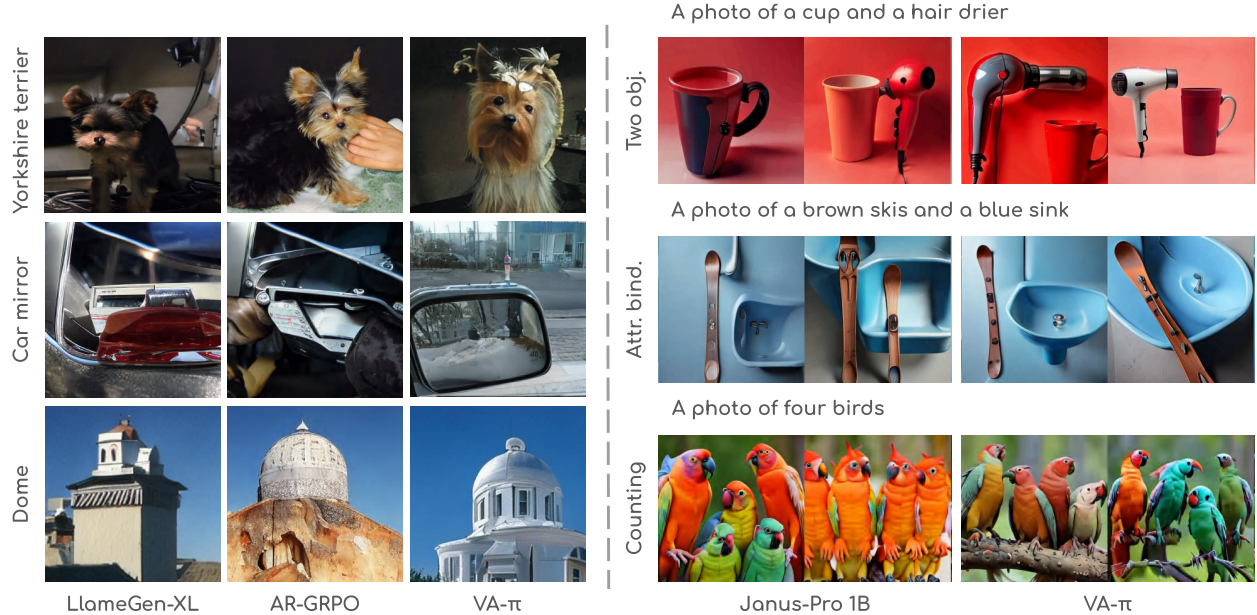 Yorkshire terrier
Car mirror
Dome
LlameGen-XL
AR-GRPO
VA-π
A photo of a cup and a hair drier
Two obj.
A photo of a brown skis and a blue sink
Attr. bind.
A photo of four birds
Counting
Janus-Pro 1B
VA-π